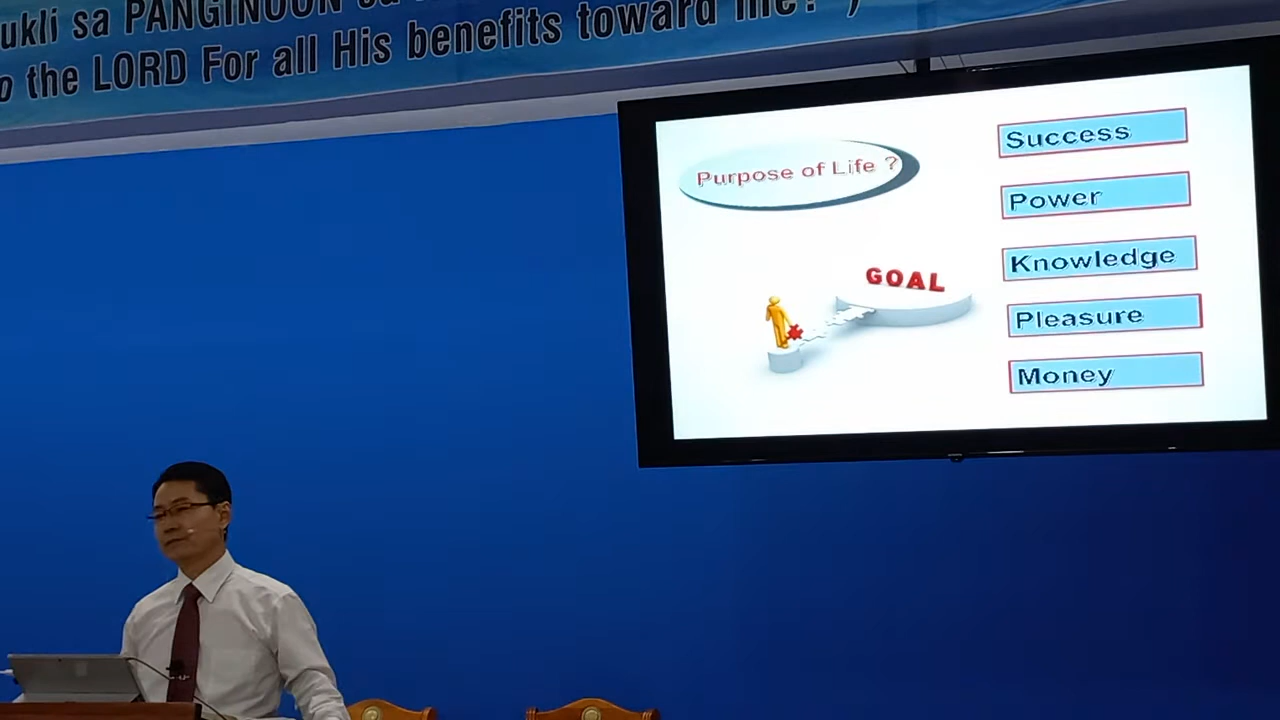 ukli sa PANGINOON sa
the LORD For all His benefits toward me?")
Purpose of Life ?
GOAL
Success
Power
Knowledge
Pleasure
Money